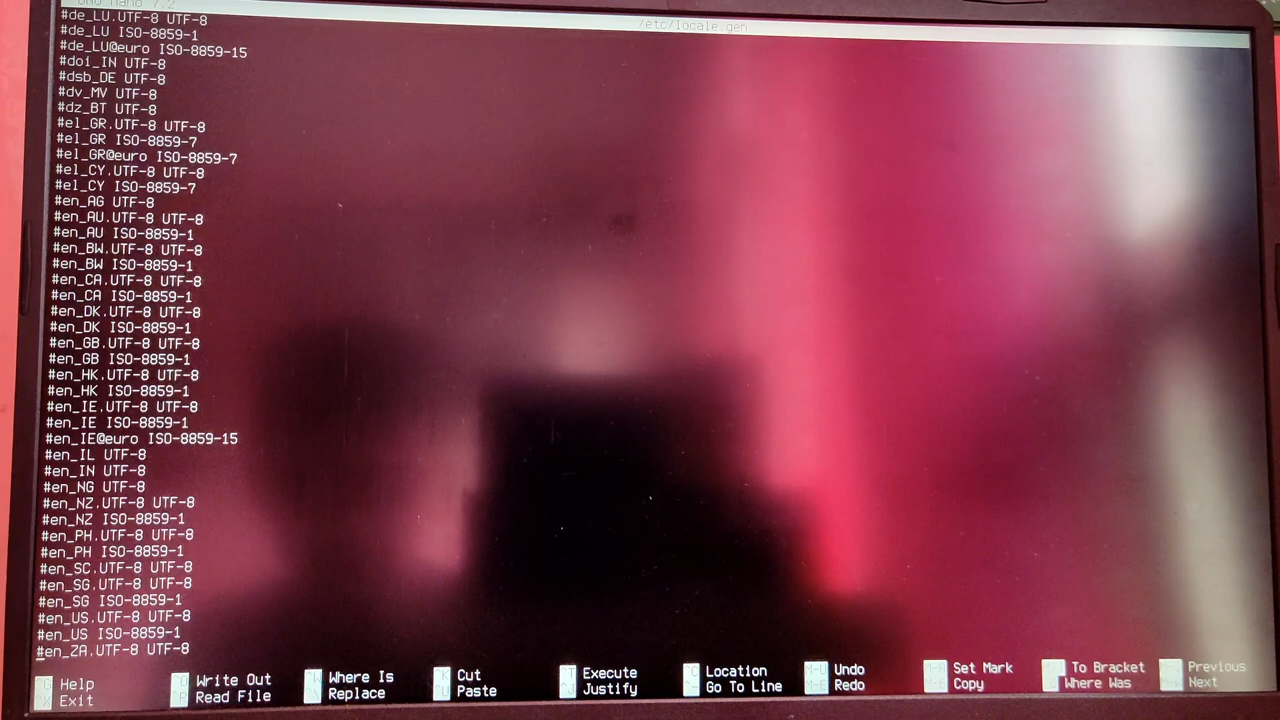 GNU nano 7.2 /etc/locale.gen
#de_LU.UTF-8 UTF-8
#de_LU ISO-8859-1
#de_LU@euro ISO-8859-15
#doi_IN UTF-8
#dsb_DE UTF-8
#dv_MV UTF-8
#dz_BT UTF-8
#el_GR.UTF-8 UTF-8
#el_GR ISO-8859-7
#el_GR@euro ISO-8859-7
#el_CY.UTF-8 UTF-8
#el_CY ISO-8859-7
#en_AG UTF-8
#en_AU.UTF-8 UTF-8
#en_AU ISO-8859-1
#en_BW.UTF-8 UTF-8
#en_BW ISO-8859-1
#en_CA.UTF-8 UTF-8
#en_CA ISO-8859-1
#en_DK.UTF-8 UTF-8
#en_DK ISO-8859-1
#en_GB.UTF-8 UTF-8
#en_GB ISO-8859-1
#en_HK.UTF-8 UTF-8
#en_HK ISO-8859-1
#en_IE.UTF-8 UTF-8
#en_IE ISO-8859-1
#en_IE@euro ISO-8859-15
#en_IL UTF-8
#en_IN UTF-8
#en_NG UTF-8
#en_NZ.UTF-8 UTF-8
#en_NZ ISO-8859-1
#en_PH.UTF-8 UTF-8
#en_PH ISO-8859-1
#en_SC.UTF-8 UTF-8
#en_SG.UTF-8 UTF-8
#en_SG ISO-8859-1
#en_US.UTF-8 UTF-8
#en_US ISO-8859-1
#en_ZA.UTF-8 UTF-8
Help Write Out Where Is Cut Execute Location M-U Undo Set Mark To Bracket Previous
Exit Read File Replace Paste Justify Go To Line M-E Redo Copy Where Was Next